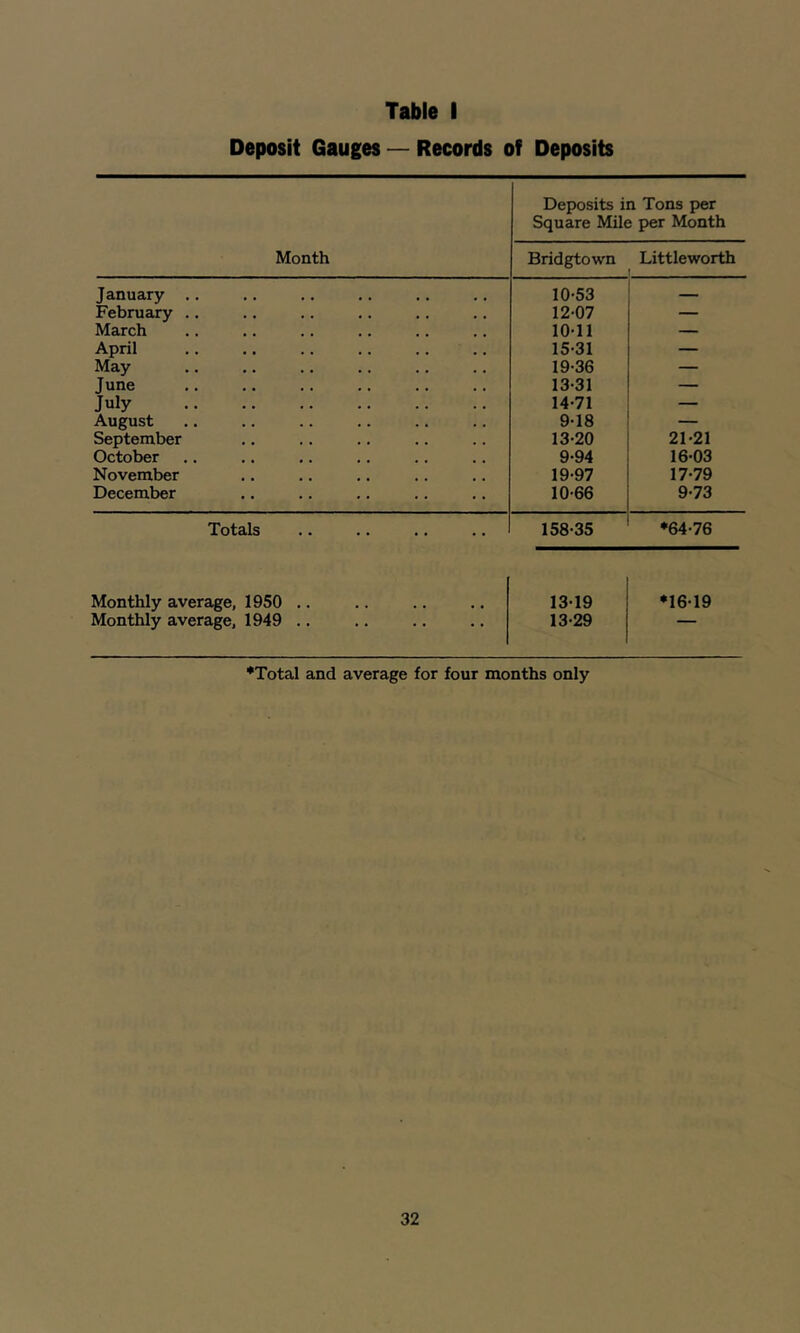 Table I
Deposit Gauges — Records of Deposits
Deposits in Tons per
Square Mile per Month
Month Bridgtown Littleworth
January .. .. .. .. .. .. 10·53 —
February .. .. .. .. .. .. 12·07 —
March .. .. .. .. .. .. 10·11 —
April .. .. .. .. .. .. 15·31 —
May .. .. .. .. .. .. 19·36 —
June .. .. .. .. .. .. 13·31 —
July .. .. .. .. .. .. 14·71 —
August .. .. .. .. .. .. 9·18 —
September .. .. .. .. .. 13·20 21·21
October .. .. .. .. .. .. 9·94 16·03
November .. .. .. .. .. 19·97 17·79
December .. .. .. .. .. 10·66 9·73
Totals .. .. .. .. 158·35 *64·76
Monthly average, 1950 .. .. .. .. 13·19 *16·19
Monthly average, 1949 .. .. .. .. 13·29 —
*Total and average for four months only
32